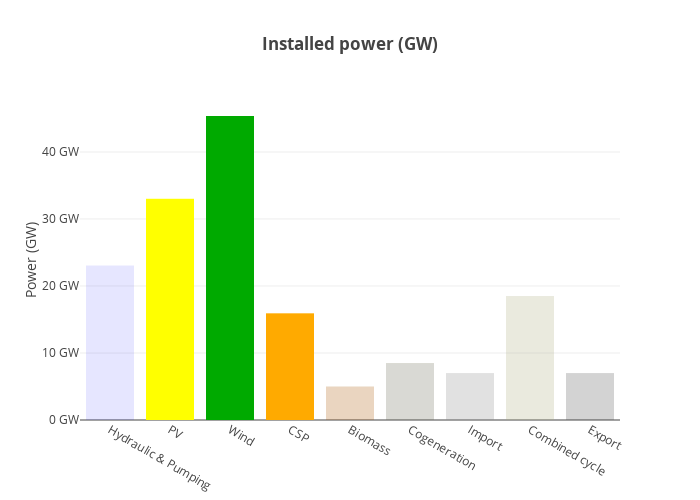 Installed power (GW)
Power (GW)
40 GW
30 GW
20 GW
10 GW
0 GW
Hydraulic & Pumping
PV
Wind
CSP
Biomass
Cogeneration
Import
Combined cycle
Export